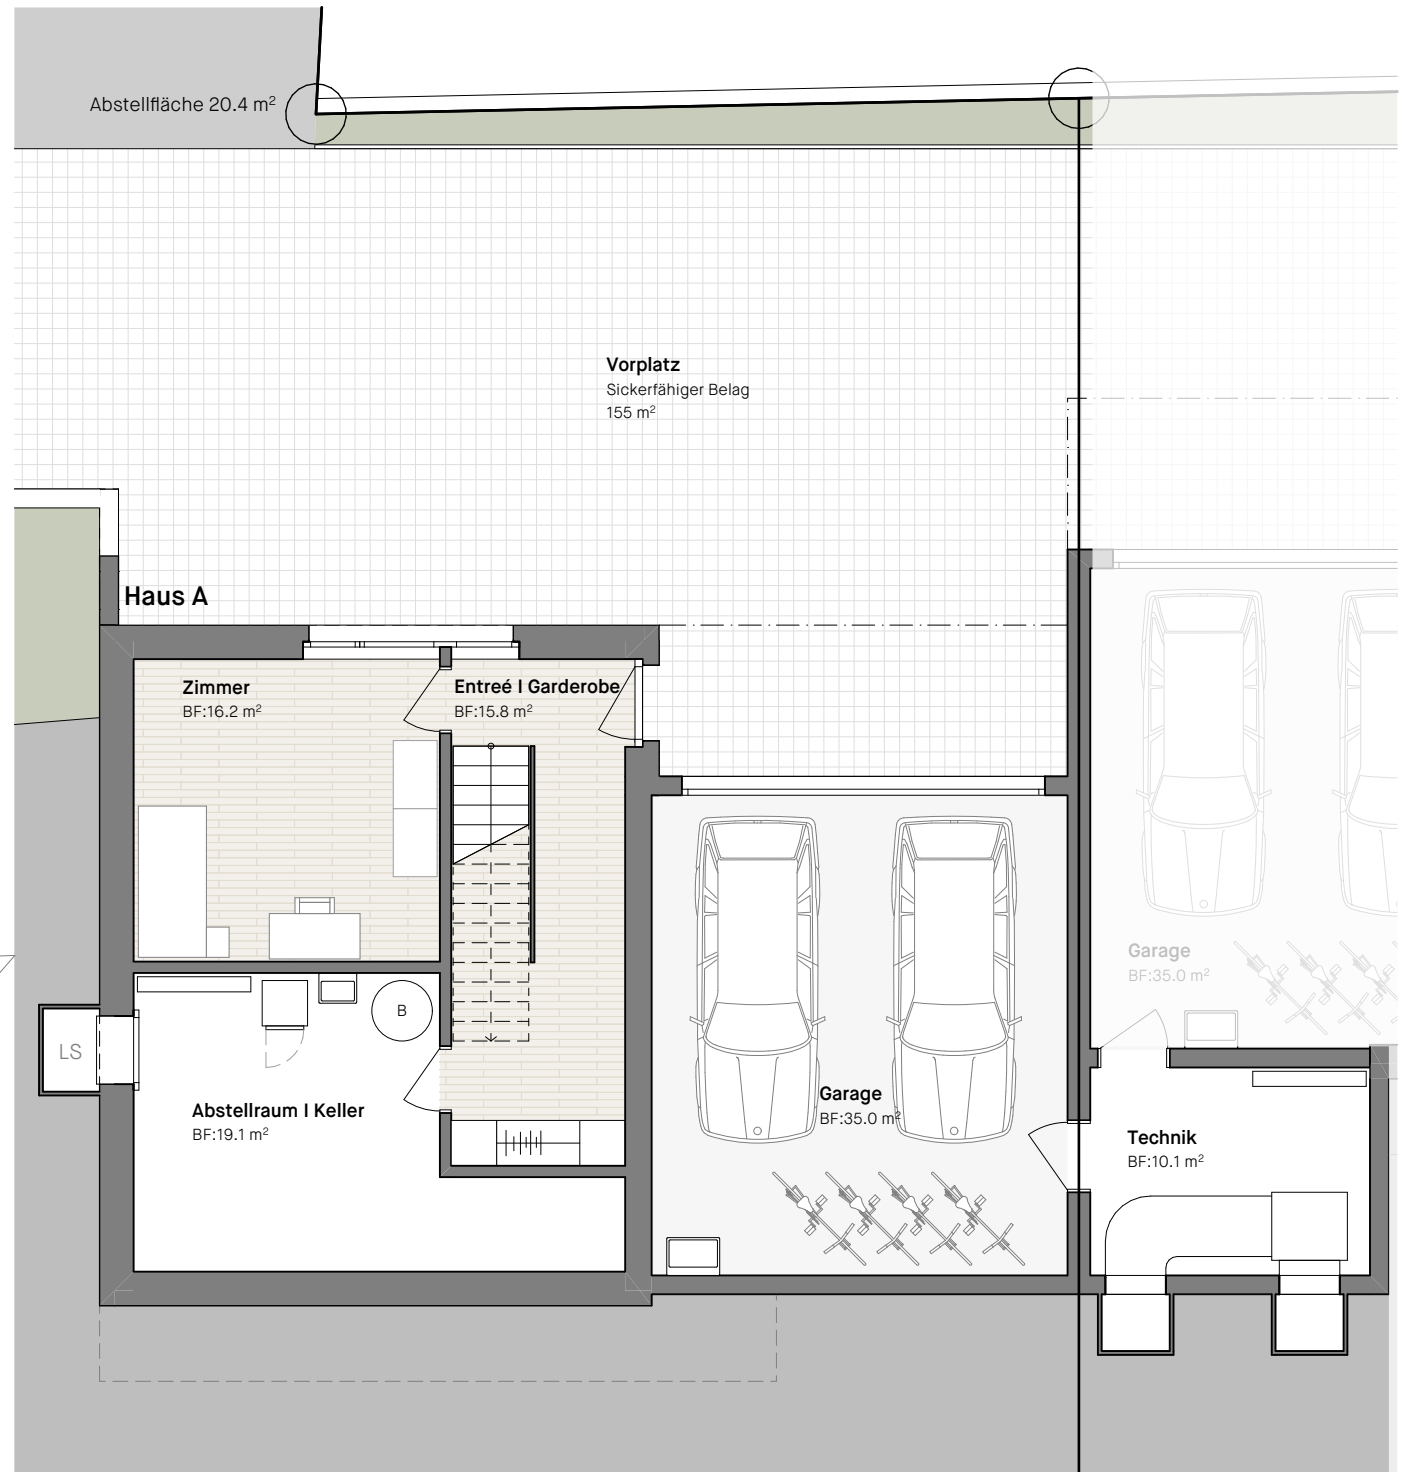 Abstellfläche 20.4 m²
Vorplatz
Sickerfähiger Belag
155 m²
Haus A
Zimmer
BF:16.2 m²
Entreé I Garderobe
BF:15.8 m²
Garage
BF:35.0 m²
B
LS
Abstellraum I Keller
BF:19.1 m²
Garage
BF:35.0 m²
Technik
BF:10.1 m²